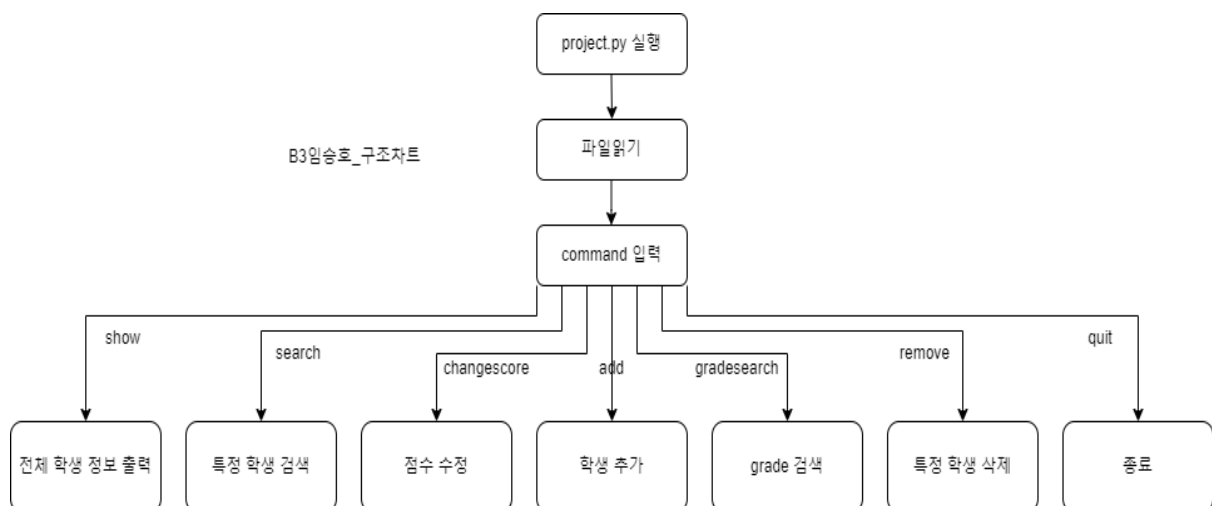 project.py 실행
파일읽기
B3임승호_구조차트
command 입력
show
search
changescore
add
gradesearch
remove
quit
전체 학생 정보 출력
특정 학생 검색
점수 수정
학생 추가
grade 검색
특정 학생 삭제
종료